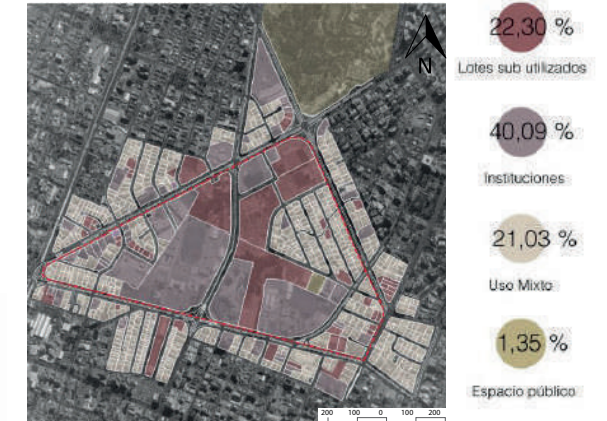 N
22,30 %
Lotes sub utilizados
40,09 %
Instituciones
21,03 %
Uso Mixto
1,35 %
Espacio público
200 100 0 100 200